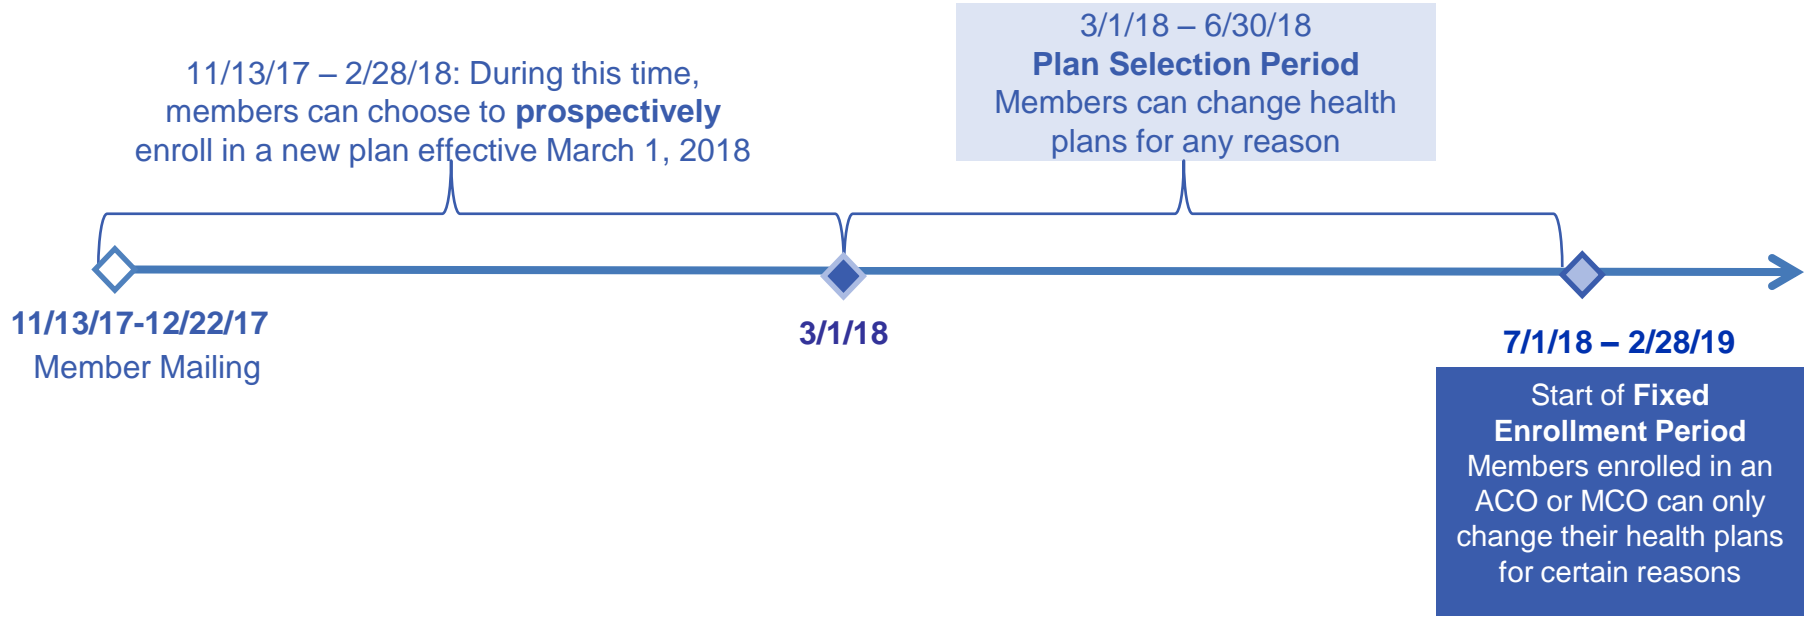 11/13/17 – 2/28/18: During this time,
members can choose to prospectively
enroll in a new plan effective March 1, 2018
3/1/18 – 6/30/18
Plan Selection Period
Members can change health
plans for any reason
11/13/17-12/22/17
Member Mailing
3/1/18
7/1/18 – 2/28/19
Start of Fixed
Enrollment Period
Members enrolled in an
ACO or MCO can only
change their health plans
for certain reasons